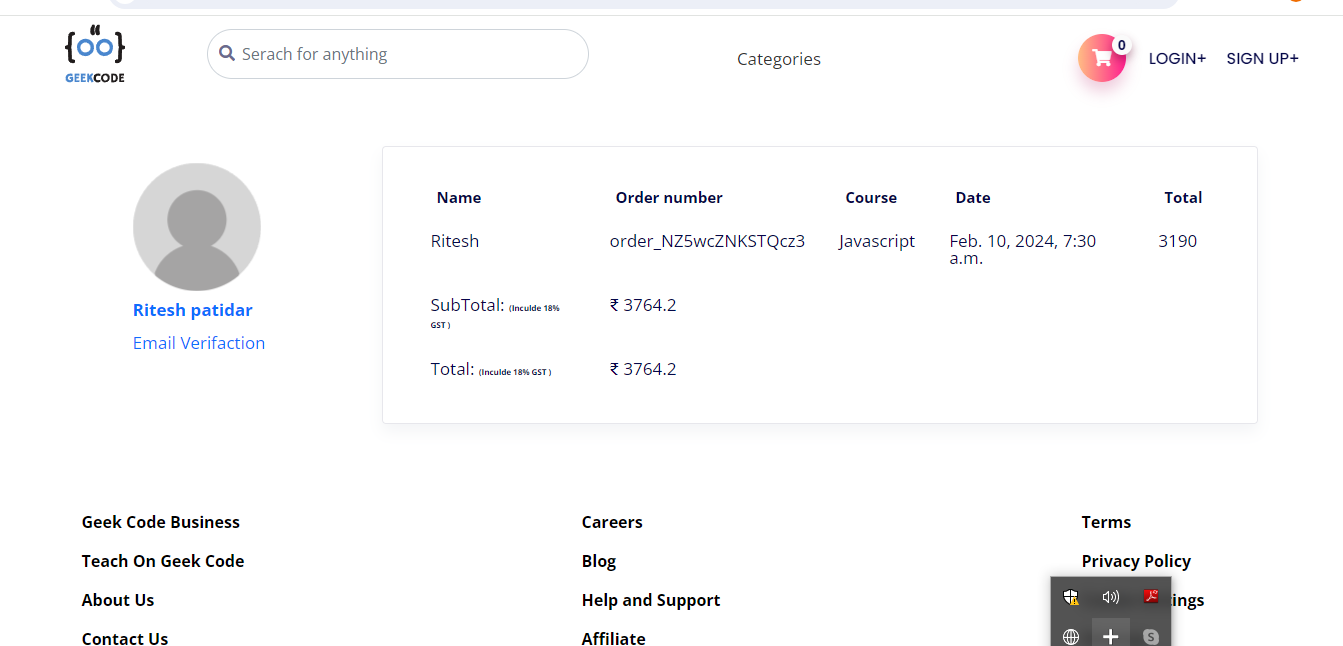 GEEKCODE
Serach for anything
Categories
0
LOGIN+
SIGN UP+
Ritesh patidar
Email Verifaction
Name Order number Course Date Total
Ritesh order_NZ5wcZNKSTQcz3 Javascript Feb. 10, 2024, 7:30 3190
a.m.
SubTotal: (Inculde 18% ₹ 3764.2
GST )
Total: (Inculde 18% GST ) ₹ 3764.2
Geek Code Business
Teach On Geek Code
About Us
Contact Us
Careers
Blog
Help and Support
Affiliate
Terms
Privacy Policy